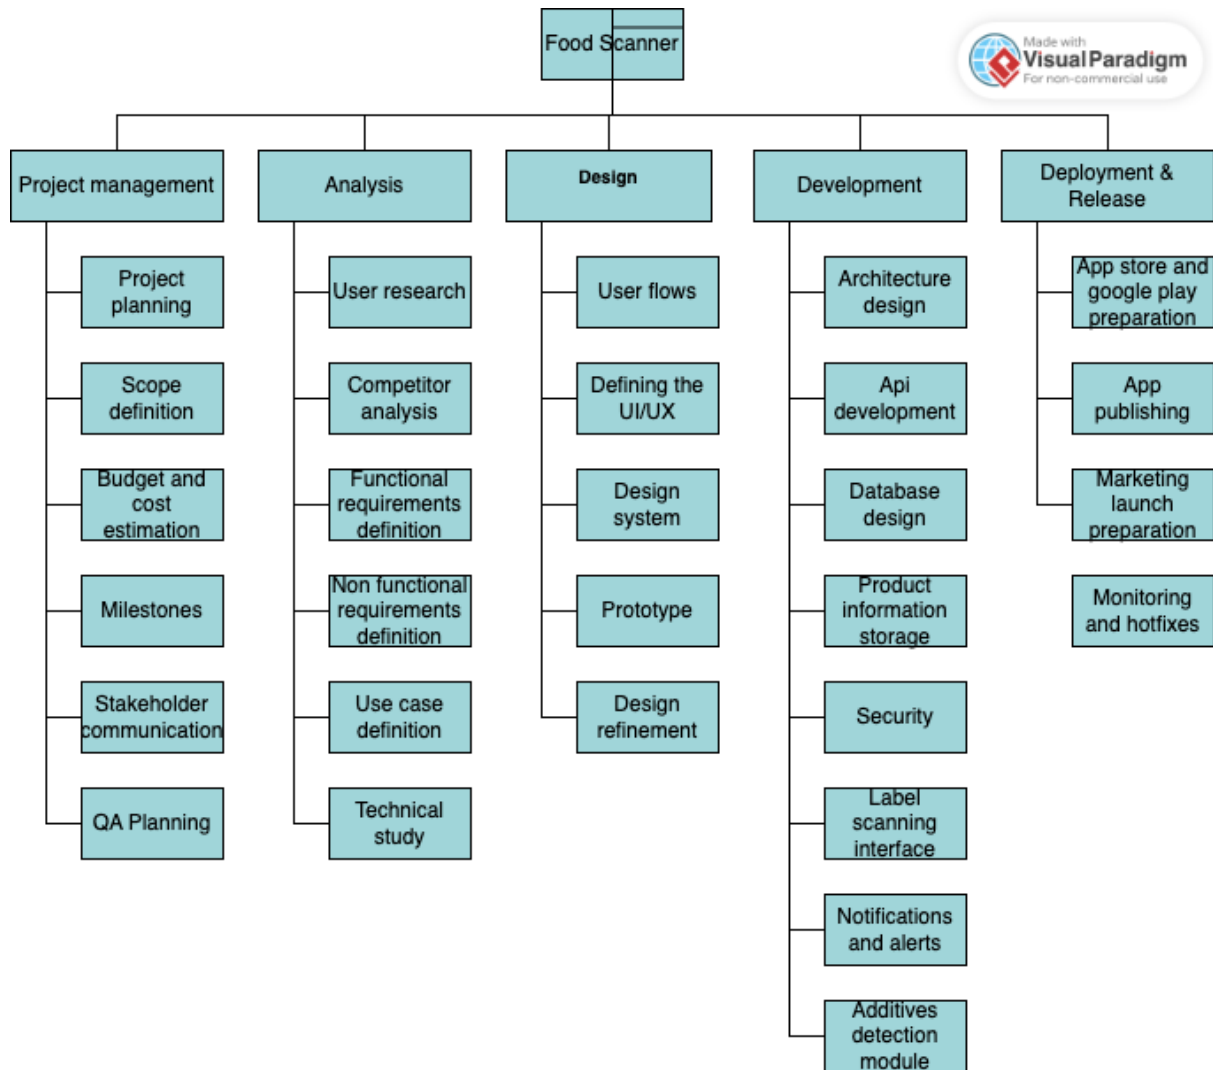 Food Scanner
Made with
Visual Paradigm
For non-commercial use
Project management
Analysis
Design
Development
Deployment &
Release
Project
planning
Scope
definition
Budget and
cost
estimation
Milestones
Stakeholder
communication
QA Planning
User research
Competitor
analysis
Functional
requirements
definition
Non functional
requirements
definition
Use case
definition
Technical
study
User flows
Defining the
UI/UX
Design
system
Prototype
Design
refinement
Architecture
design
Api
development
Database
design
Product
information
storage
Security
Label
scanning
interface
Notifications
and alerts
Additives
detection
module
App store and
google play
preparation
App
publishing
Marketing
launch
preparation
Monitoring
and hotfixes